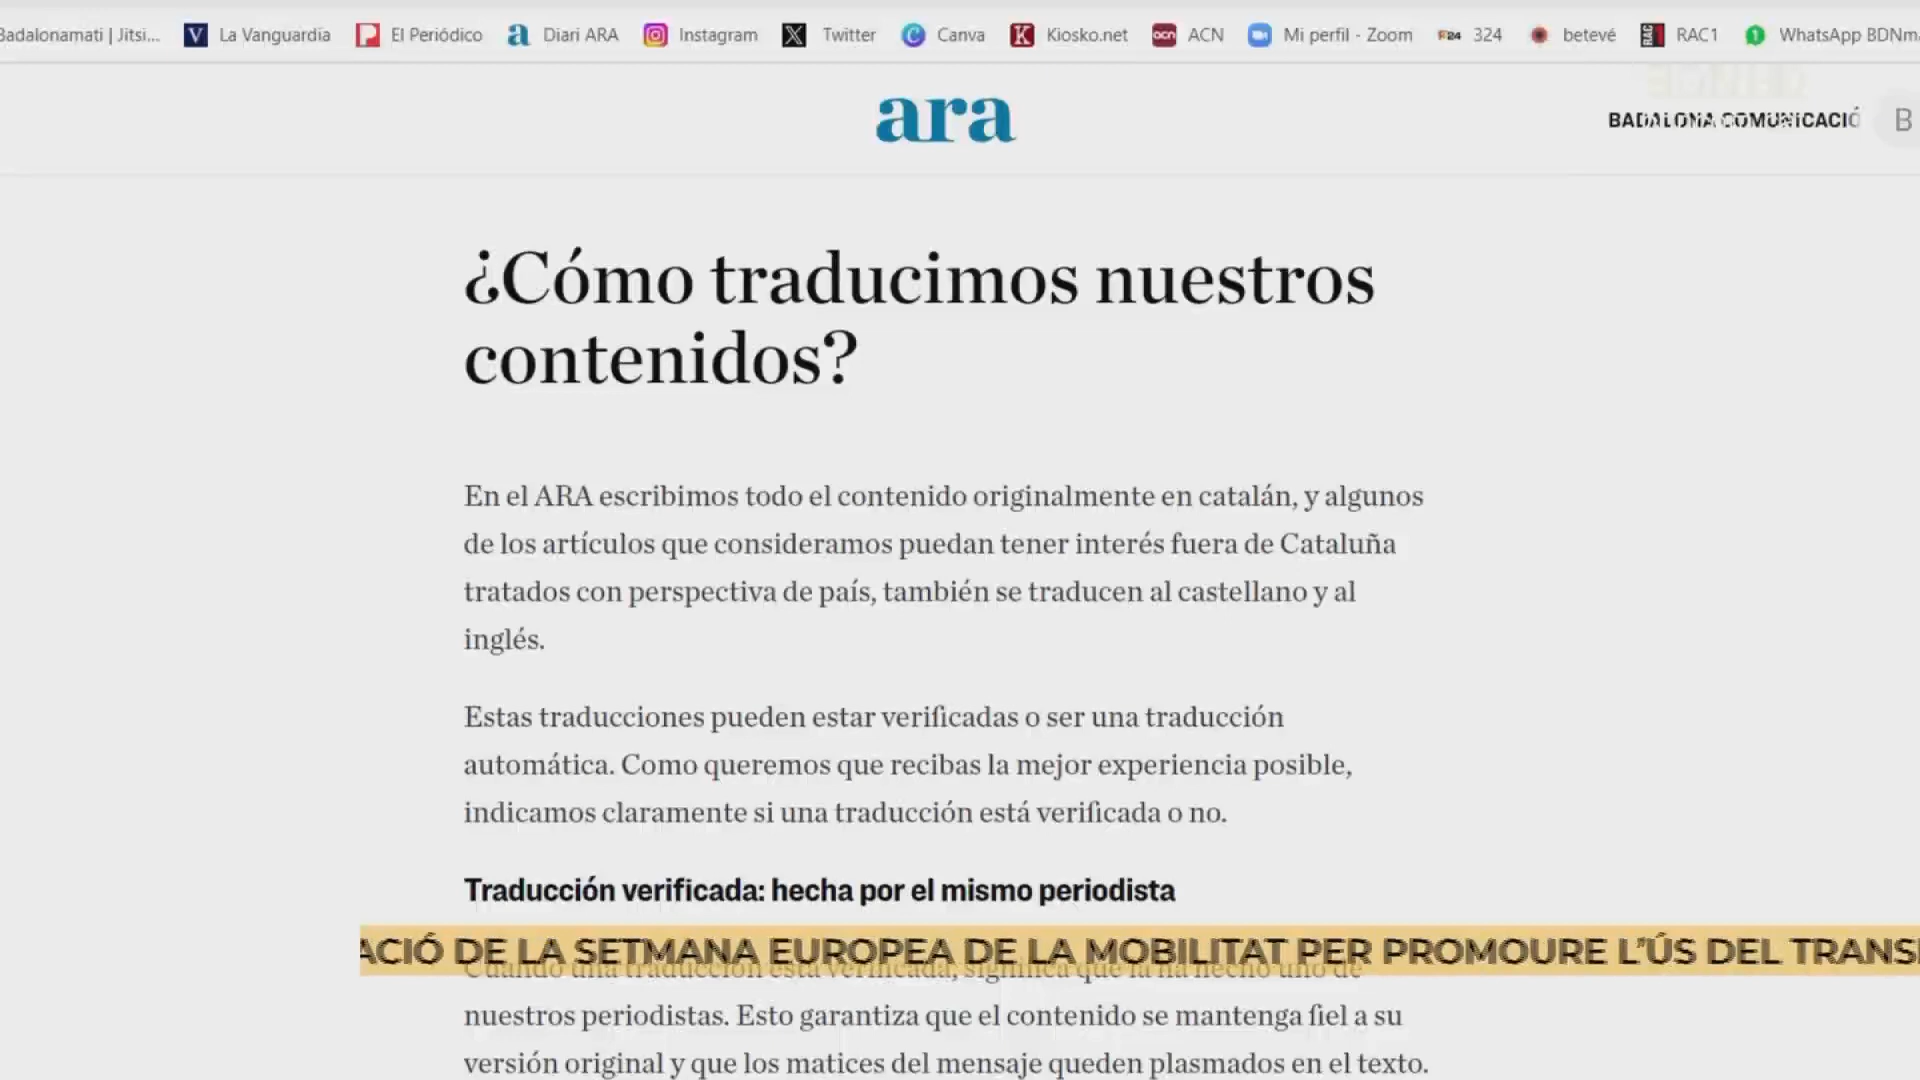 Badalonamati | Jitsi... La Vanguardia El Periódico Diari ARA Instagram Twitter Canva Kiosko.net ACN Mi perfil - Zoom 324 betevé RAC1 WhatsApp BDNma
ara
BADALONA COMUNICACIÓ B
¿Cómo traducimos nuestros
contenidos?
En el ARA escribimos todo el contenido originalmente en catalán, y algunos
de los artículos que consideramos puedan tener interés fuera de Cataluña
tratados con perspectiva de país, también se traducen al castellano y al
inglés.
Estas traducciones pueden estar verificadas o ser una traducción
automática. Como queremos que recibas la mejor experiencia posible,
indicamos claramente si una traducción está verificada o no.
Traducción verificada: hecha por el mismo periodista
ACIÓ DE LA SETMANA EUROPEA DE LA MOBILITAT PER PROMOURE L'ÚS DEL TRANS
Cuando una traducción está verificada, significa que la ha hecho uno de
nuestros periodistas. Esto garantiza que el contenido se mantenga fiel a su
versión original y que los matices del mensaje queden plasmados en el texto.